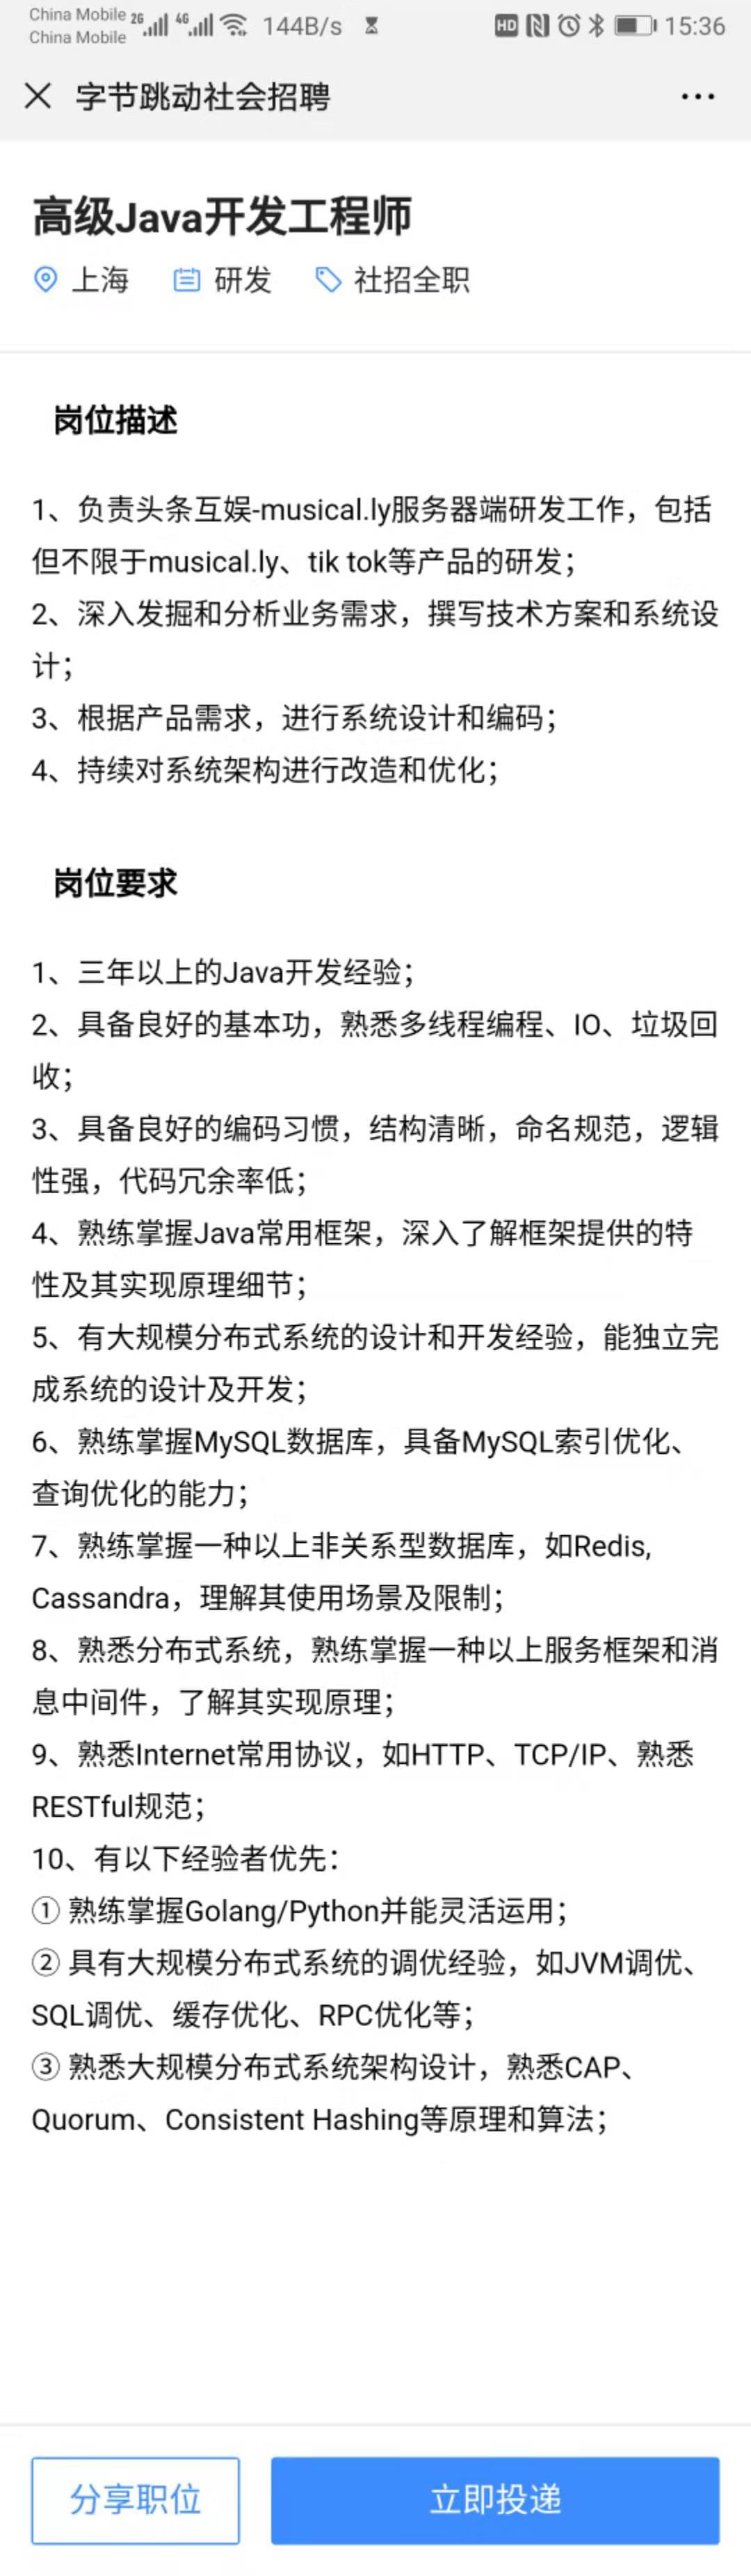 China Mobile 2G 4G 144B/s HD 15:36
China Mobile
字节跳动社会招聘
高级Java开发工程师
上海 研发 社招全职
岗位描述
1、负责头条互娱-musical.ly服务器端研发工作，包括
但不限于musical.ly、tik tok等产品的研发；
2、深入发掘和分析业务需求，撰写技术方案和系统设
计；
3、根据产品需求，进行系统设计和编码；
4、持续对系统架构进行改造和优化；
岗位要求
1、三年以上的Java开发经验；
2、具备良好的基本功，熟悉多线程编程、IO、垃圾回
收；
3、具备良好的编码习惯，结构清晰，命名规范，逻辑
性强，代码冗余率低；
4、熟练掌握Java常用框架，深入了解框架提供的特
性及其实现原理细节；
5、有大规模分布式系统的设计和开发经验，能独立完
成系统的设计及开发；
6、熟练掌握MySQL数据库，具备MySQL索引优化、
查询优化的能力；
7、熟练掌握一种以上非关系型数据库，如Redis,
Cassandra，理解其使用场景及限制；
8、熟悉分布式系统，熟练掌握一种以上服务框架和消
息中间件，了解其实现原理；
9、熟悉Internet常用协议，如HTTP、TCP/IP、熟悉
RESTful规范；
10、有以下经验者优先：
① 熟练掌握Golang/Python并能灵活运用；
② 具有大规模分布式系统的调优经验，如JVM调优、
SQL调优、缓存优化、RPC优化等；
③ 熟悉大规模分布式系统架构设计，熟悉CAP、
Quorum、Consistent Hashing等原理和算法；
分享职位 立即投递